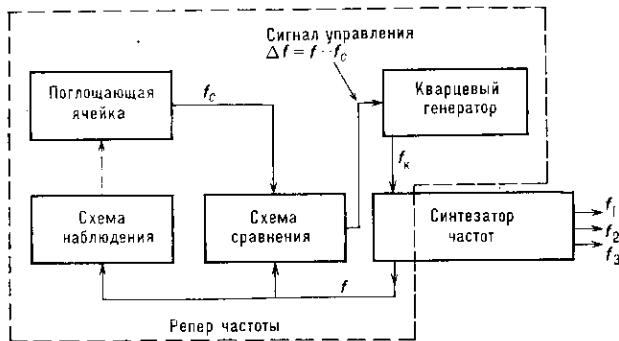 Сигнал управления
Δf = f - f_c
Поглощающая
ячейка
f_c
Кварцевый
генератор
f_к
Схема
наблюдения
Схема
сравнения
Синтезатор
частот
f_1
f_2
f_3
f
Репер частоты